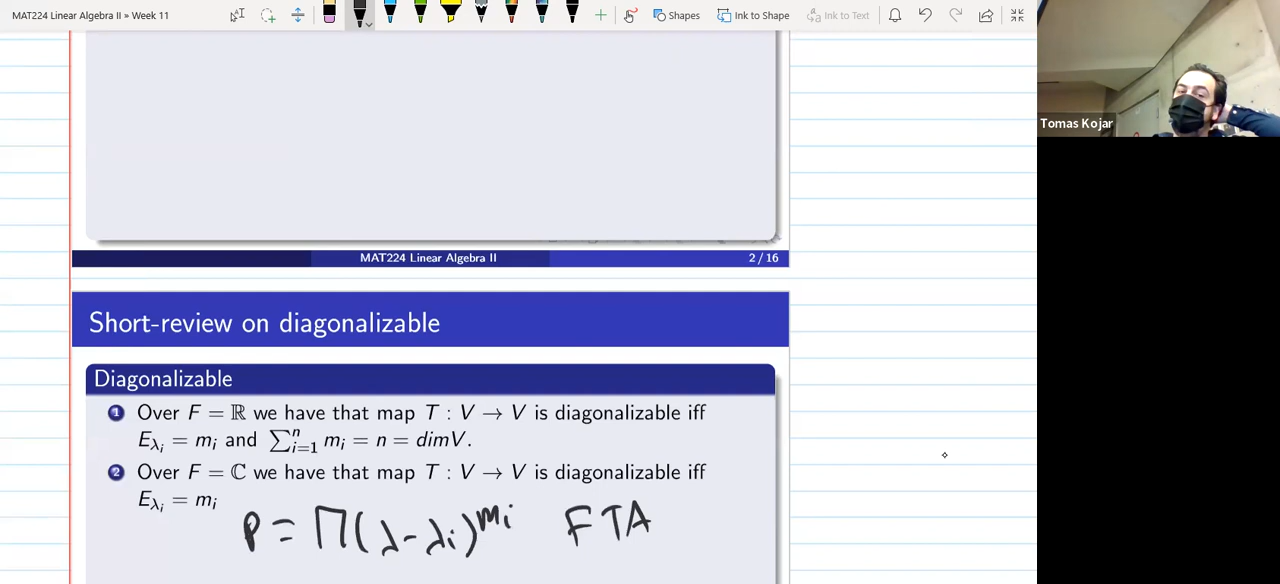 MAT224 Linear Algebra II » Week 11
Shapes
Ink to Shape
Ink to Text
Tomas Kojar
MAT224 Linear Algebra II
2 / 16
Short-review on diagonalizable
Diagonalizable
1 Over F = ℝ we have that map T : V → V is diagonalizable iff
E_{λ_i} = m_i and ∑_{i=1}^{n} m_i = n = dimV.
2 Over F = ℂ we have that map T : V → V is diagonalizable iff
E_{λ_i} = m_i
P = Π(λ - λ_i)^{m_i} FTA